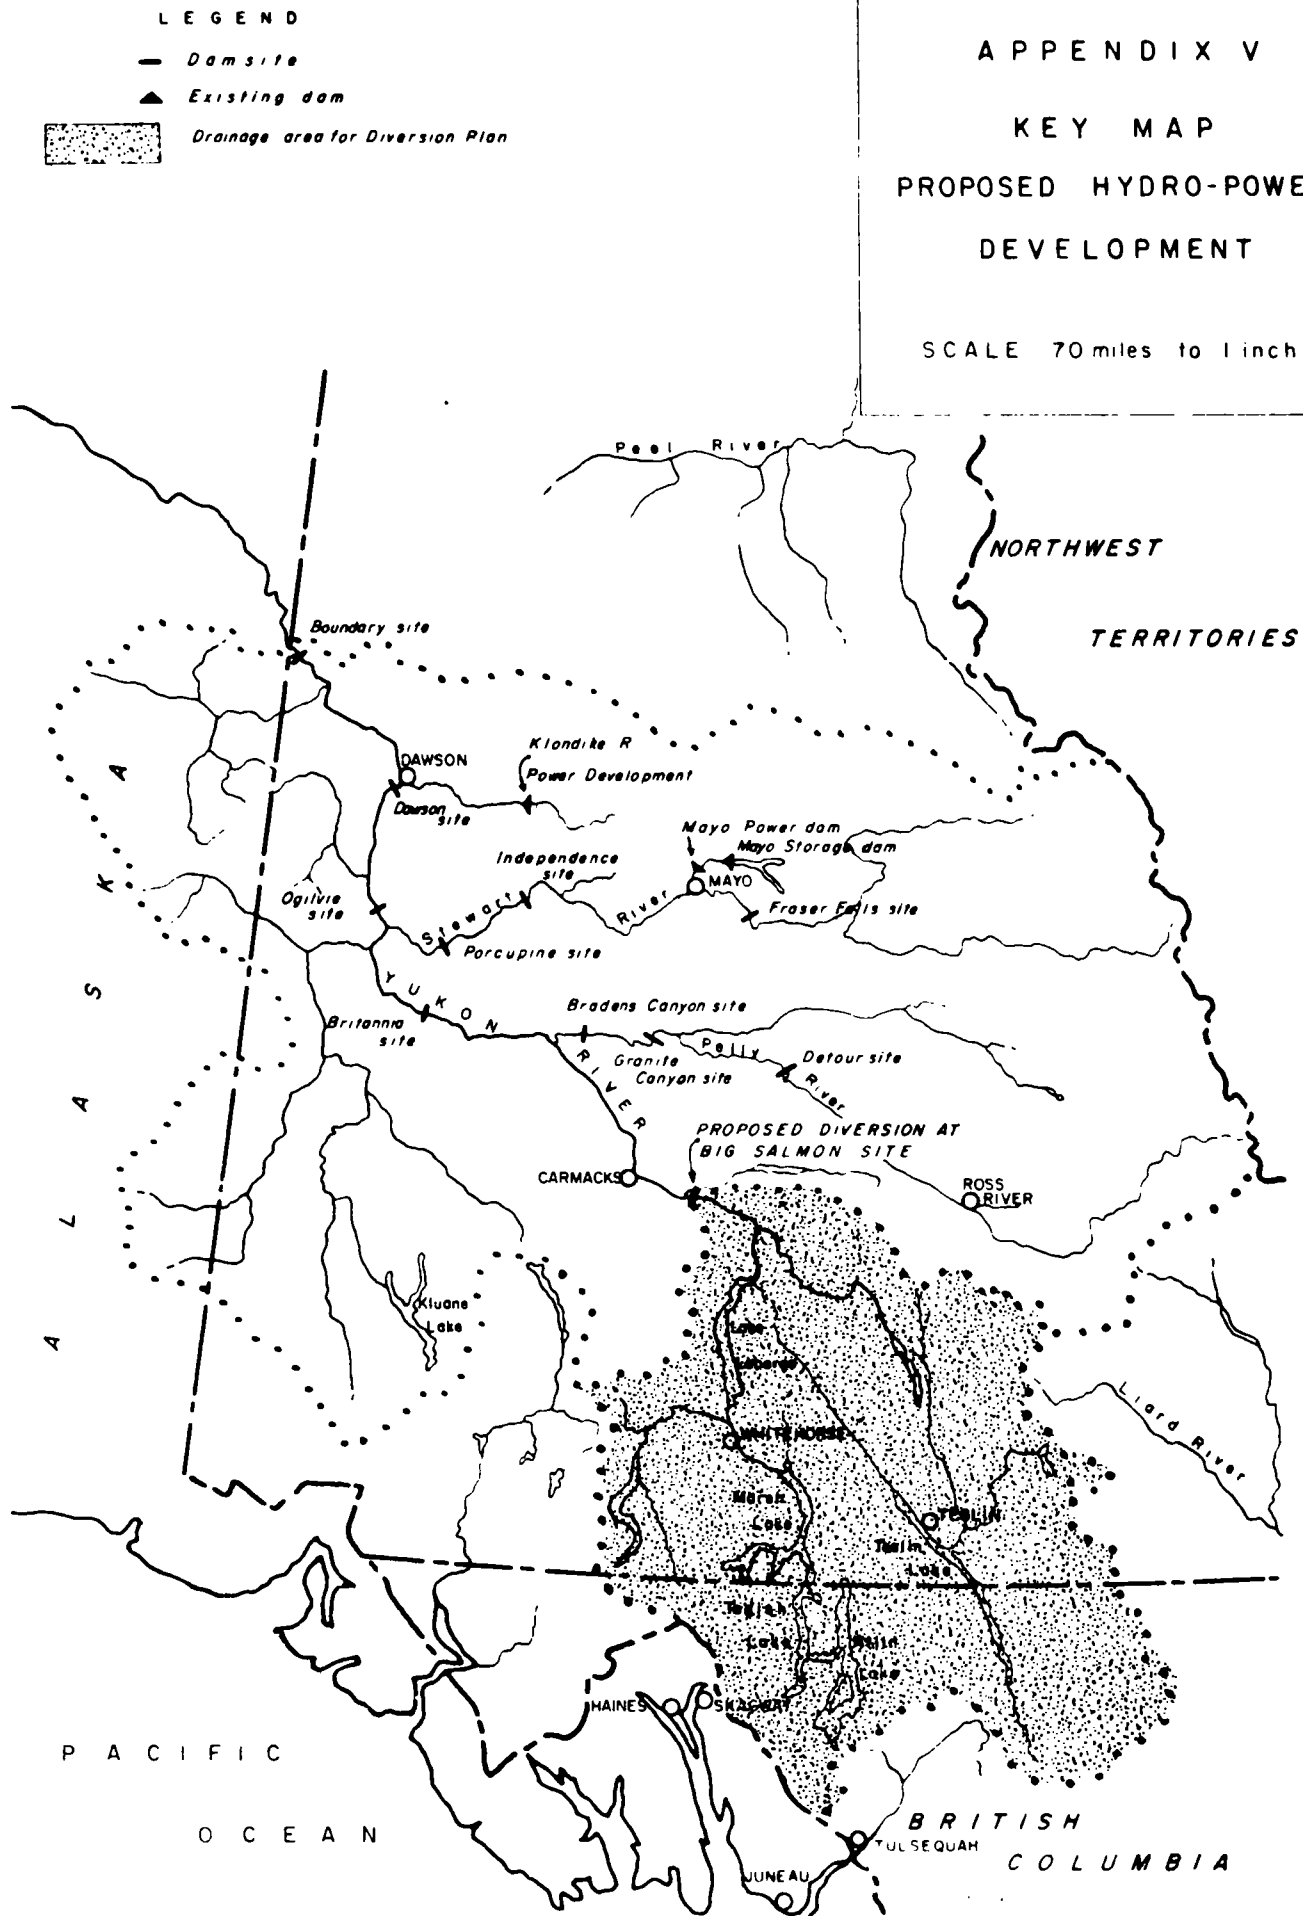 LEGEND
Damsite
Existing dam
Drainage area for Diversion Plan
APPENDIX V
KEY MAP
PROPOSED HYDRO-POWE
DEVELOPMENT
SCALE 70 miles to 1 inch
Peel River
NORTHWEST
TERRITORIES
Boundary site
Klondike R
Power Development
DAWSON
Dawson
site
Mayo Power dam
Mayo Storage dam
MAYO
Independence
site
Ogilvie
site
Stewart River
Fraser Falls site
Porcupine site
YUKON RIVER
Britannia
site
Bradens Canyon site
Granite
Canyon site
Pelly River
Detour site
PROPOSED DIVERSION AT
BIG SALMON SITE
CARMACKS
ROSS
RIVER
ALASKA
Kluane
Lake
Lake
Laberge
WHITEHORSE
Liard River
Marsh
Lake
TESLIN
Teslin
Lake
Tagish
Lake
Atlin
Lake
HAINES
SKAGWAY
PACIFIC
OCEAN
BRITISH
COLUMBIA
TULSEQUAH
JUNEAU